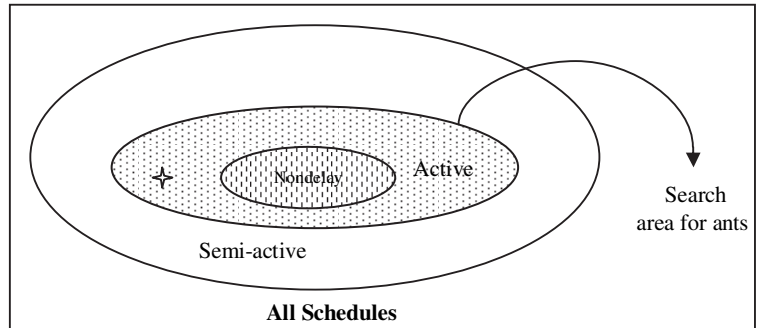 Nondelay
Active
Search
area for ants
Semi-active
All Schedules